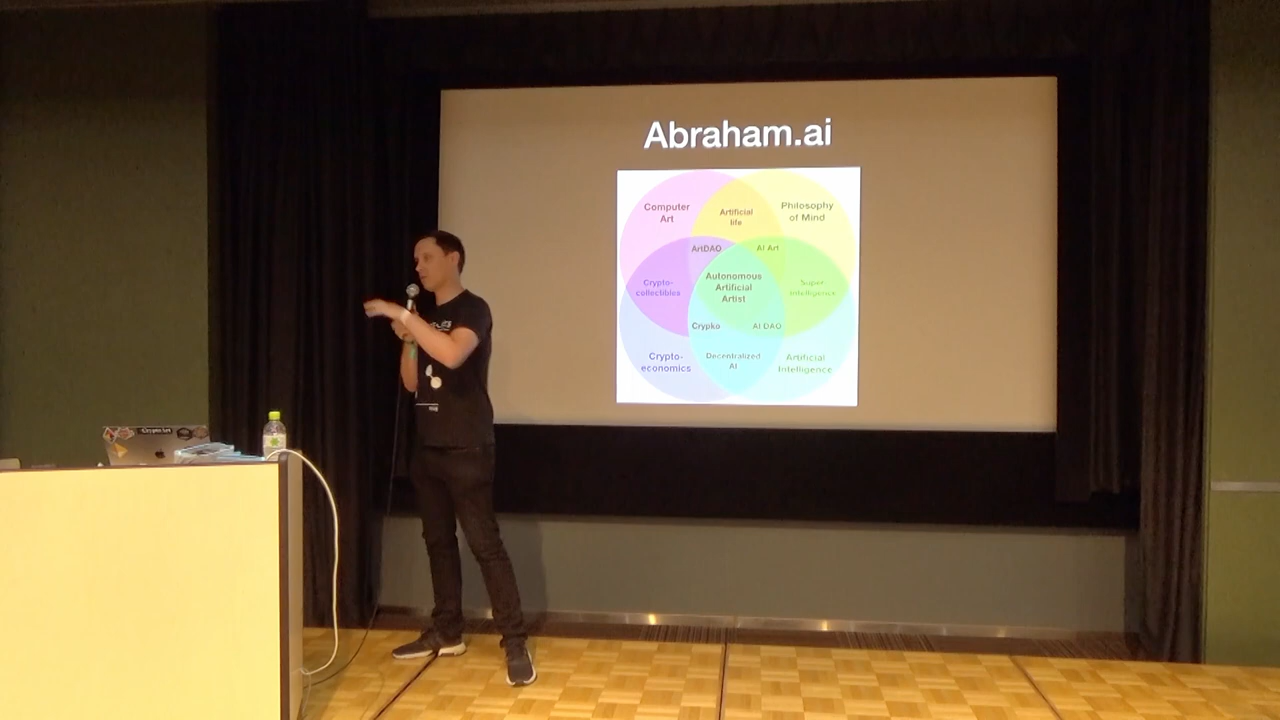 Abraham.ai
Computer
Art
Artificial
life
Philosophy
of Mind
ArtDAO
AI Art
Crypto-
collectibles
Autonomous
Artificial
Artist
Super
Intelligence
Crypko
AI DAO
Crypto-
economics
Decentralized
AI
Artificial
Intelligence
CryptoArt